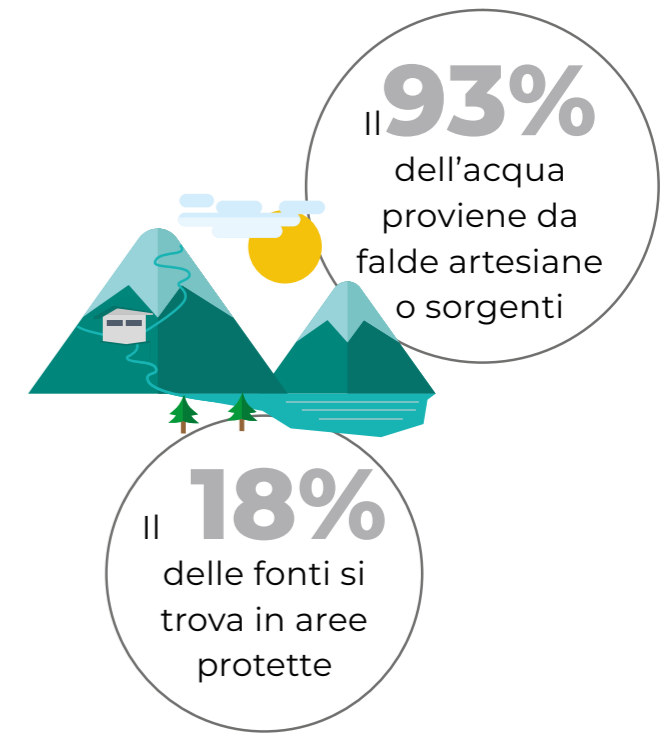 Il 93%
dell’acqua
proviene da
falde artesiane
o sorgenti
Il 18%
delle fonti si
trova in aree
protette